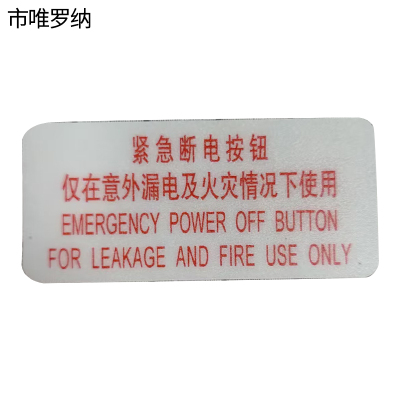 市唯罗纳
紧急断电按钮
仅在意外漏电及火灾情况下使用
EMERGENCY POWER OFF BUTTON
FOR LEAKAGE AND FIRE USE ONLY